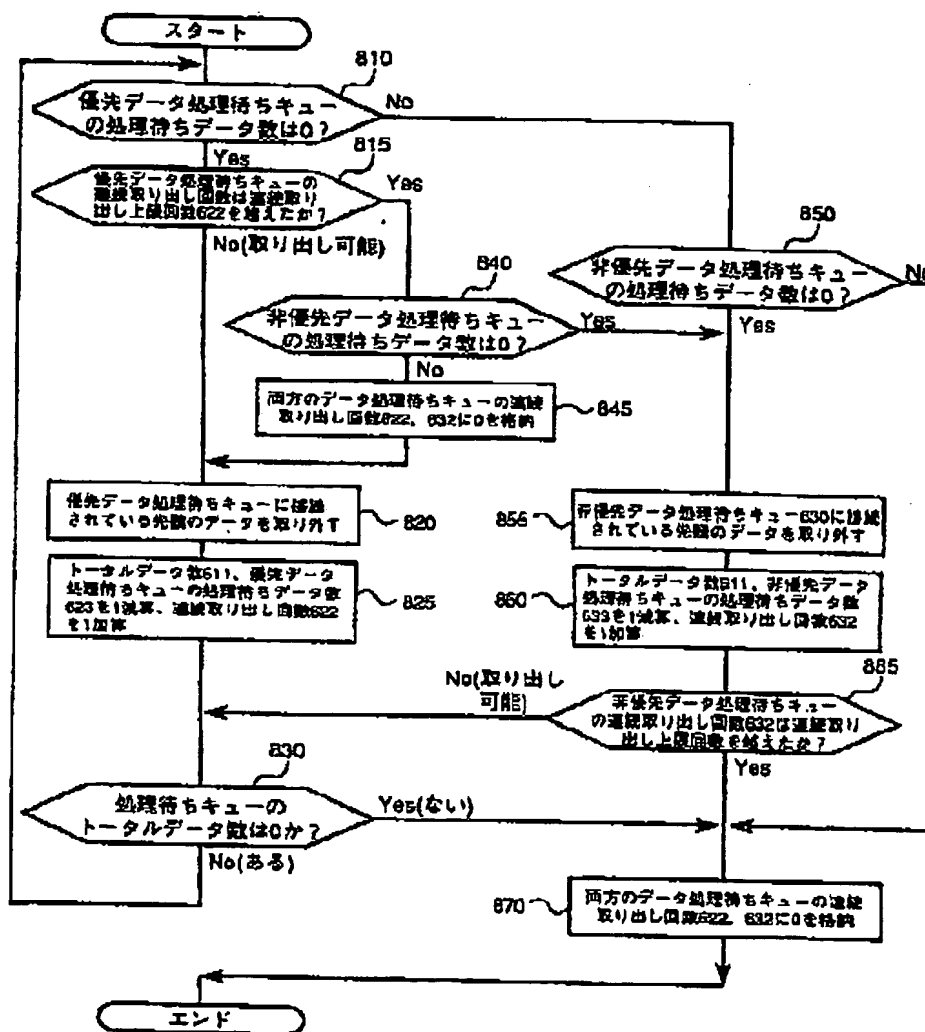 スタート
810
優先データ処理待ちキュー
の処理待ちデータ数は0?
No
Yes
815
優先データ処理待ちキューの
連続取り出し回数は連続取り
出し上限回数622を越えたか?
Yes
No(取り出し可能)
840
非優先データ処理待ちキュー
の処理待ちデータ数は0?
Yes
No
850
非優先データ処理待ちキュー
の処理待ちデータ数は0?
No
Yes
両方のデータ処理待ちキューの連続
取り出し回数622、632に0を格納
845
優先データ処理待ちキューに接続
されている先頭のデータを取り外す
820
855
非優先データ処理待ちキュー630に接続
されている先頭のデータを取り外す
トータルデータ数611、優先データ
処理待ちキューの処理待ちデータ数
623を1減算、連続取り出し回数622
を1加算
825
860
トータルデータ数611、非優先データ
処理待ちキューの処理待ちデータ数
633を1減算、連続取り出し回数632
を1加算
865
No(取り出し
可能)
非優先データ処理待ちキュー
の連続取り出し回数632は連続取り
出し上限回数を越えたか?
Yes
830
処理待ちキューの
トータルデータ数は0か?
Yes(ない)
No(ある)
870
両方のデータ処理待ちキューの連続
取り出し回数622、632に0を格納
エンド